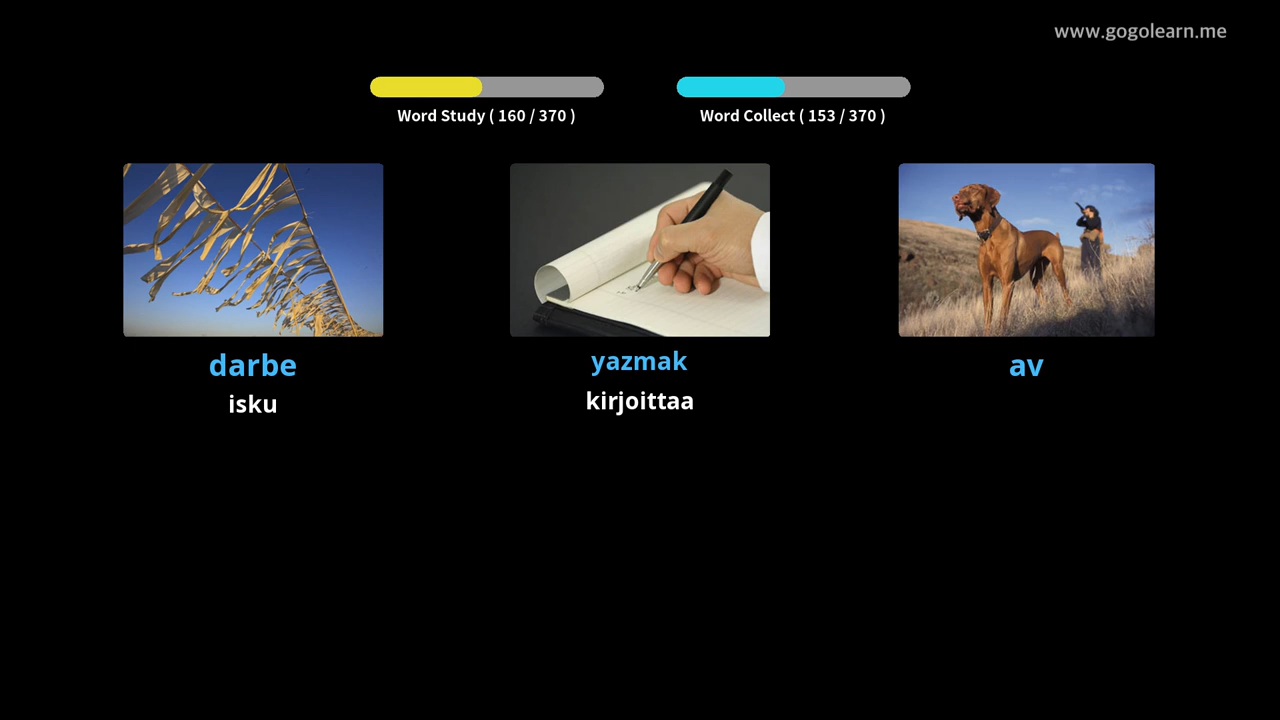 www.gogolearn.me
Word Study ( 160 / 370 )
Word Collect ( 153 / 370 )
darbe
isku
yazmak
kirjoittaa
av